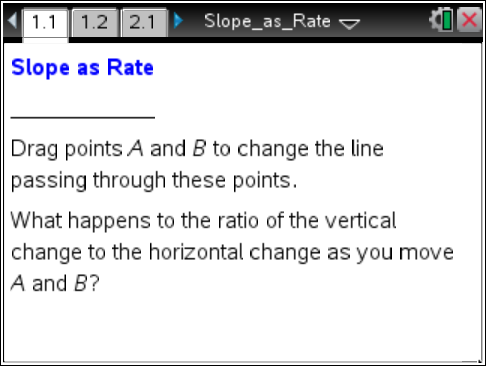 1.1 1.2 2.1 Slope_as_Rate
Slope as Rate
Drag points A and B to change the line
passing through these points.
What happens to the ratio of the vertical
change to the horizontal change as you move
A and B?